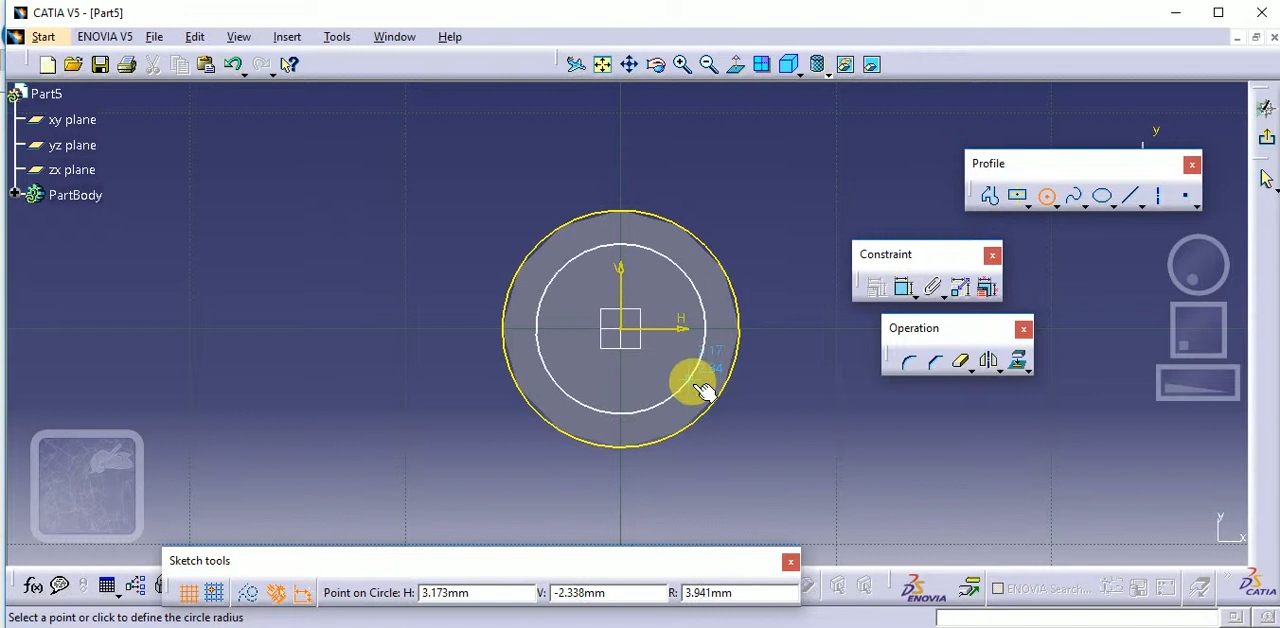 CATIA V5 - [Part5]
Start ENOVIA V5 File Edit View Insert Tools Window Help
Part5
xy plane
yz plane
zx plane
PartBody
y
Profile
Constraint
Operation
V
H
Sketch tools
Point on Circle: H: 3.173mm V: -2.338mm R: 3.941mm
f(x)
ENOVIA
ENOVIA Search...
CATIA
y
x
Select a point or click to define the circle radius